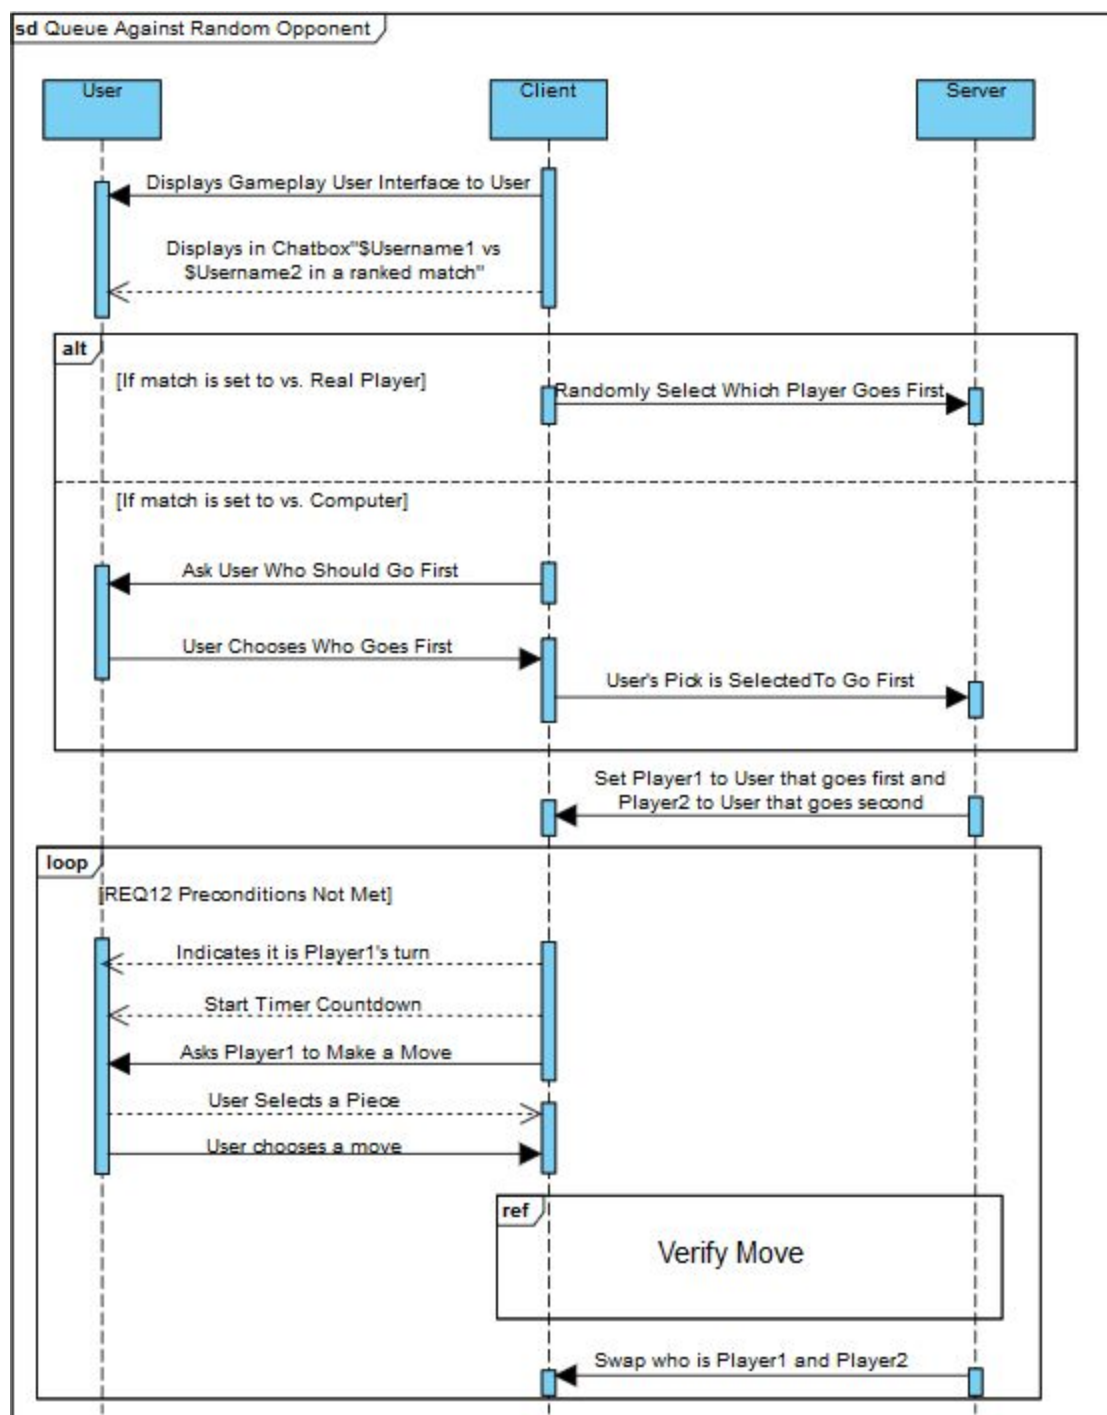 sd Queue Against Random Opponent
User
Client
Server
Displays Gameplay User Interface to User
Displays in Chatbox"$Username1 vs
$Username2 in a ranked match"
alt
[If match is set to vs. Real Player]
Randomly Select Which Player Goes First
[If match is set to vs. Computer]
Ask User Who Should Go First
User Chooses Who Goes First
User's Pick is SelectedTo Go First
Set Player1 to User that goes first and
Player2 to User that goes second
loop
[REQ12 Preconditions Not Met]
Indicates it is Player1's turn
Start Timer Countdown
Asks Player1 to Make a Move
User Selects a Piece
User chooses a move
ref
Verify Move
Swap who is Player1 and Player2